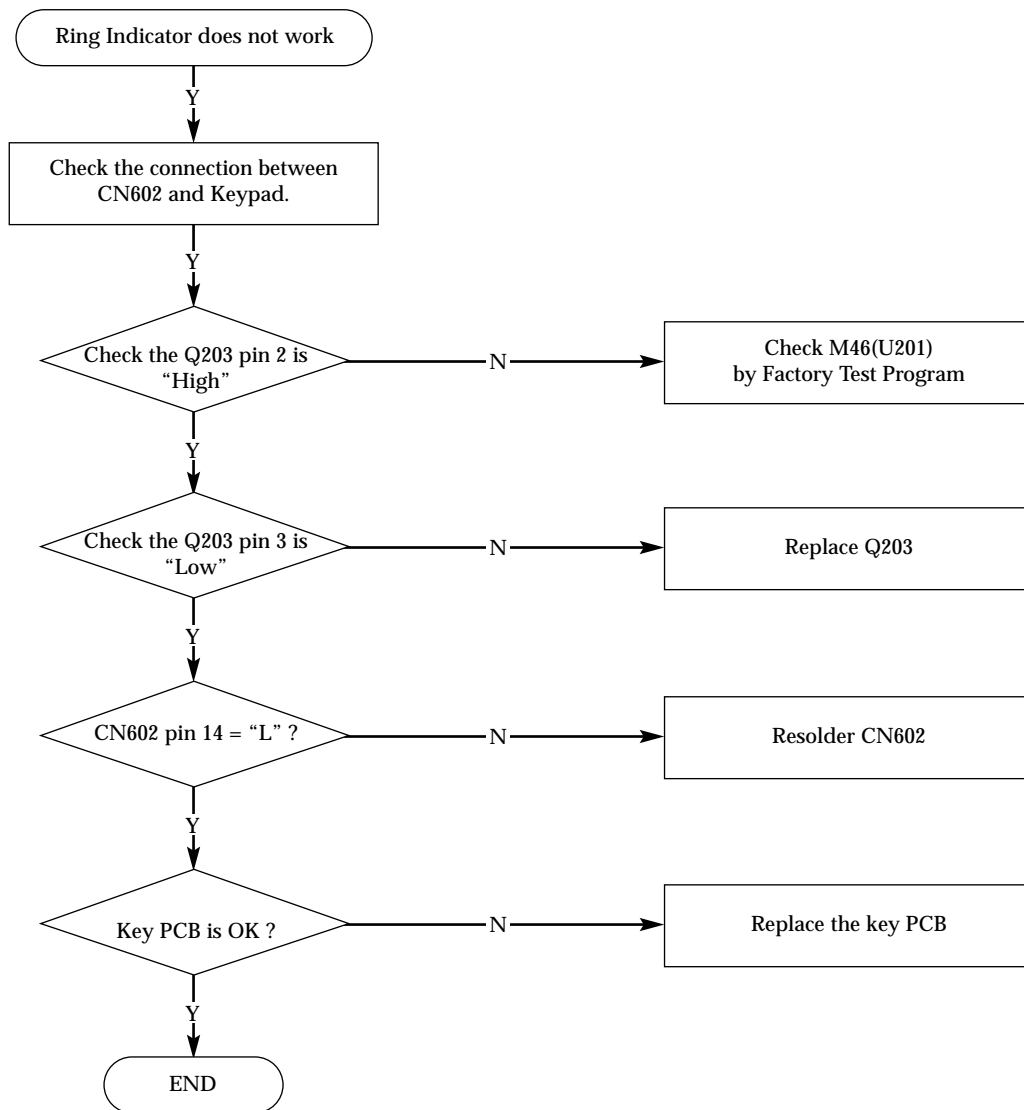 Ring Indicator does not work
Y
Check the connection between
CN602 and Keypad.
Y
Check the Q203 pin 2 is
“High”
N
Check M46(U201)
by Factory Test Program
Y
Check the Q203 pin 3 is
“Low”
N
Replace Q203
Y
CN602 pin 14 = “L” ?
N
Resolder CN602
Y
Key PCB is OK ?
N
Replace the key PCB
Y
END